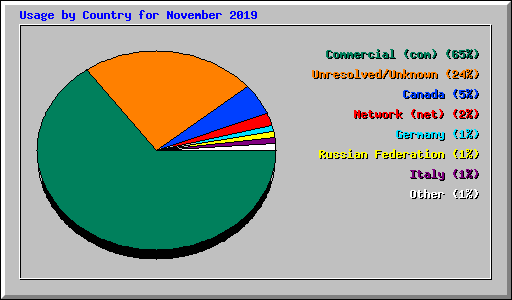 Usage by Country for November 2019
Commercial (com) (65%)
Unresolved/Unknown (24%)
Canada (5%)
Network (net) (2%)
Germany (1%)
Russian Federation (1%)
Italy (1%)
Other (1%)